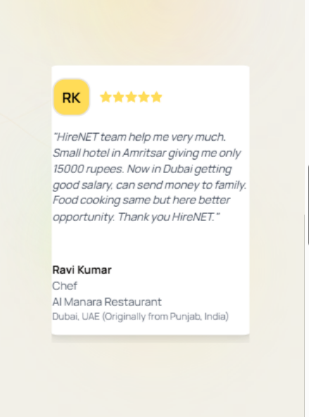 RK
"HireNET team help me very much.
Small hotel in Amritsar giving me only
15000 rupees. Now in Dubai getting
good salary, can send money to family.
Food cooking same but here better
opportunity. Thank you HireNET."
Ravi Kumar
Chef
Al Manara Restaurant
Dubai, UAE (Originally from Punjab, India)